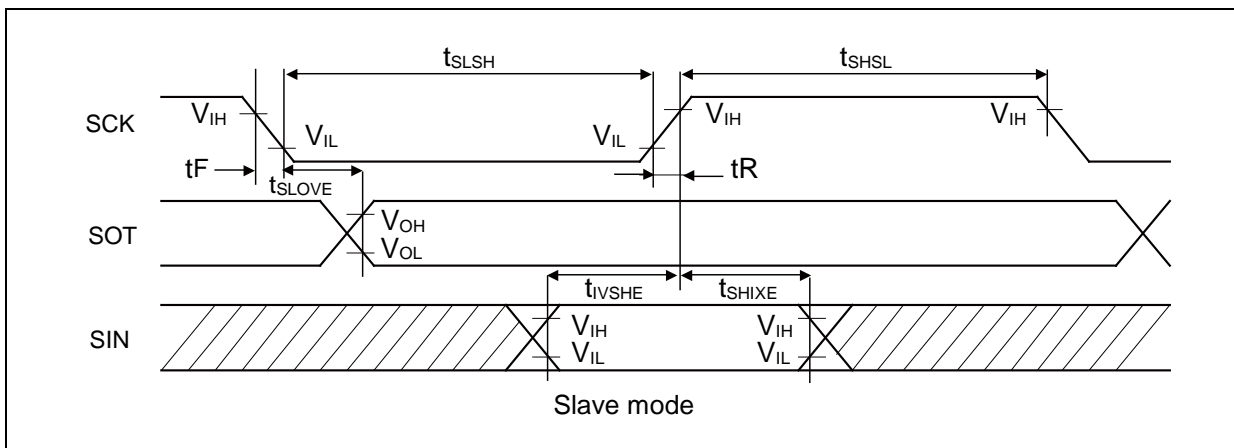 tSLSH tSHSL
SCK VIH VIL VIL VIH VIH
tF tSLOVE tR
SOT VOH
VOL
tIVSHE tSHIXE
SIN VIH VIH
VIL VIL
Slave mode